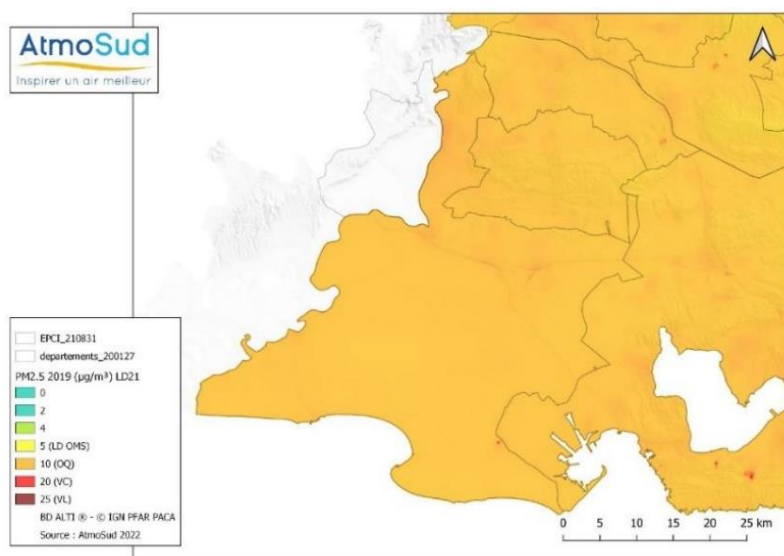 AtmoSud
Inspirer un air meilleur
EPCI_210831
departements_200127
PM2.5 2019 (µg/m³) LD21
0
2
4
5 (LD OMS)
10 (OQ)
20 (VC)
25 (VL)
BD ALTI ® - © IGN PFAR PACA
Source : AtmoSud 2022
0 5 10 15 20 25 km